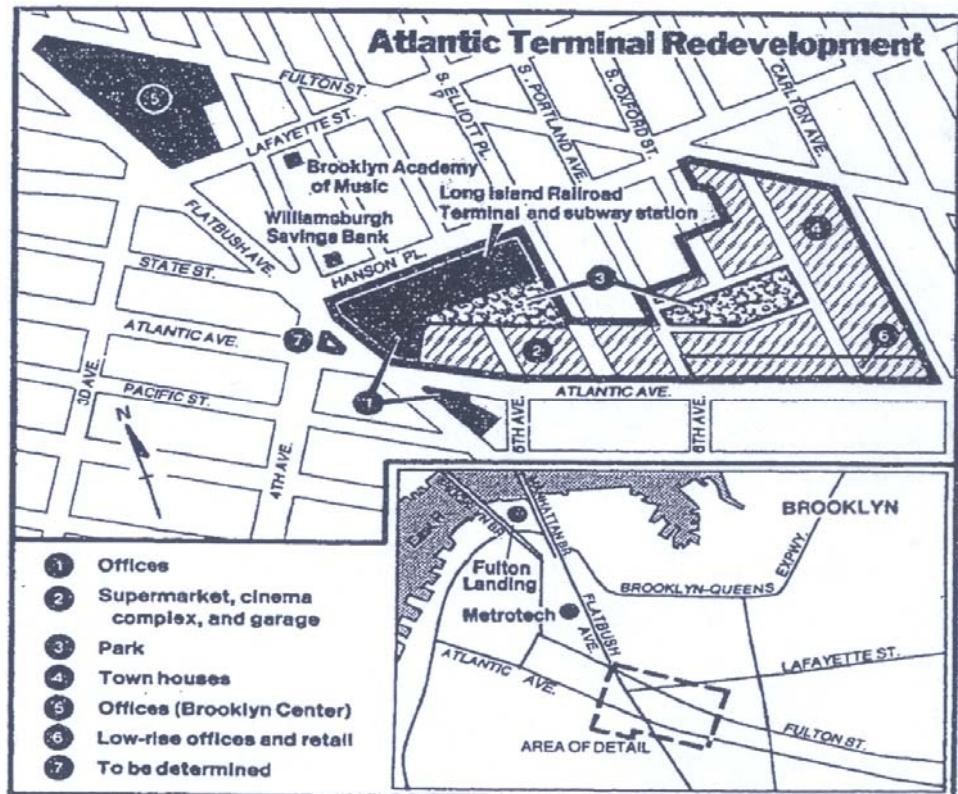 Atlantic Terminal Redevelopment
FULTON ST.
LAFAYETTE ST.
S. ELLIOTT PL.
S. PORTLAND AVE.
S. OXFORD ST.
CARLTON AVE.
5
Brooklyn Academy
of Music
Long Island Railroad
Terminal and subway station
Williamsburgh
Savings Bank
FLATBUSH AVE.
HANSON PL.
STATE ST.
ATLANTIC AVE.
PACIFIC ST.
3D AVE.
4TH AVE.
N
3
4
2
6
7
1
ATLANTIC AVE.
5TH AVE.
6TH AVE.
1 Offices
2 Supermarket, cinema
complex, and garage
3 Park
4 Town houses
5 Offices (Brooklyn Center)
6 Low-rise offices and retail
7 To be determined
BROOKLYN
BROOKLYN BR.
MANHATTAN BR.
Fulton
Landing
Metrotech
BROOKLYN-QUEENS
EXPWY.
FLATBUSH
AVE.
ATLANTIC AVE.
LAFAYETTE ST.
FULTON ST.
AREA OF DETAIL